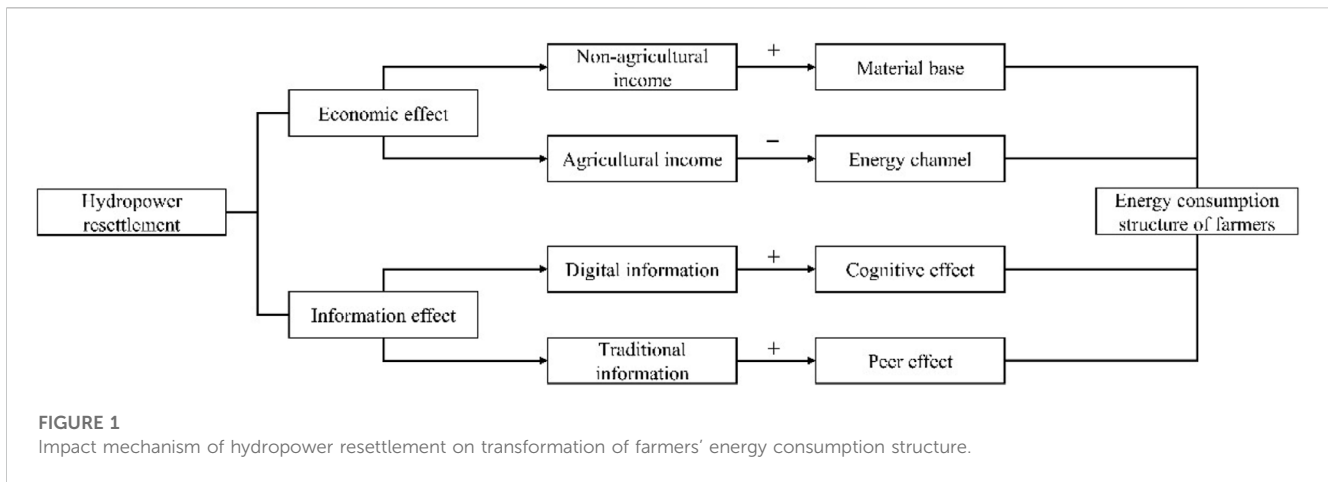 Non-agricultural
income
+
Material base
Economic effect
Agricultural income
−
Energy channel
Hydropower
resettlement
Energy consumption
structure of farmers
Digital information
+
Cognitive effect
Information effect
Traditional
information
+
Peer effect
FIGURE 1
Impact mechanism of hydropower resettlement on transformation of farmers’ energy consumption structure.